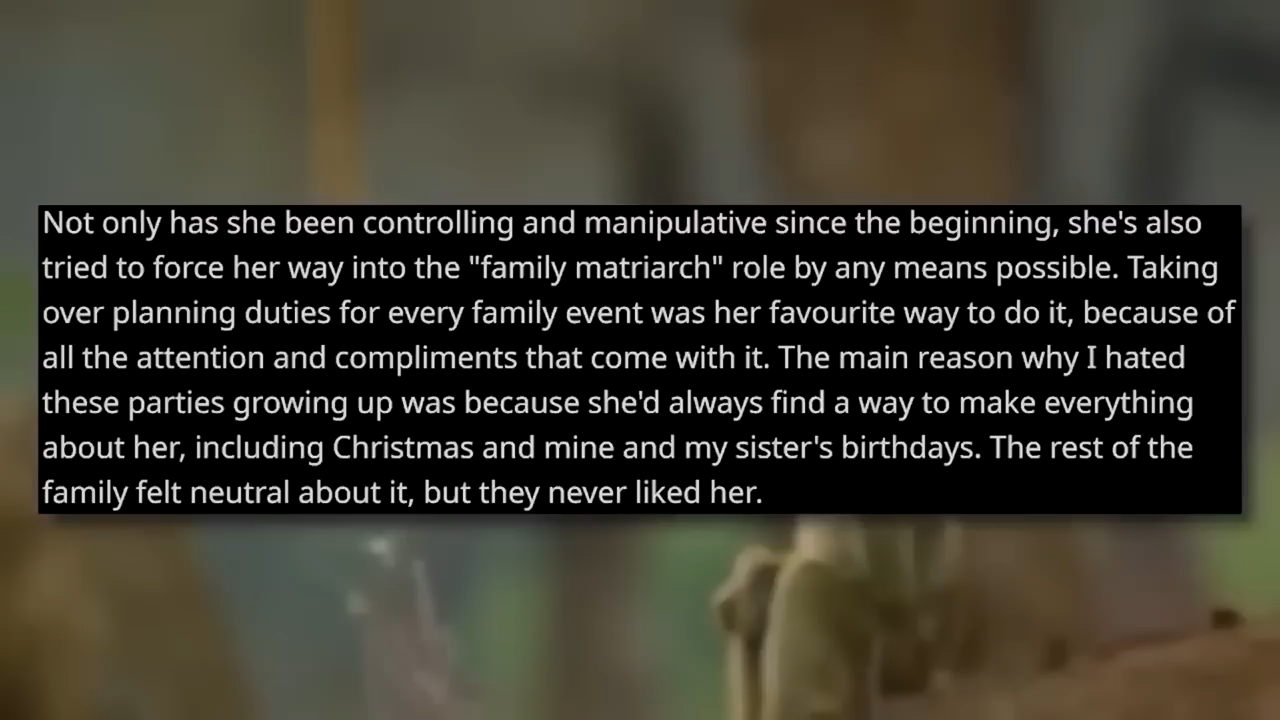 Not only has she been controlling and manipulative since the beginning, she's also
tried to force her way into the "family matriarch" role by any means possible. Taking
over planning duties for every family event was her favourite way to do it, because of
all the attention and compliments that come with it. The main reason why I hated
these parties growing up was because she'd always find a way to make everything
about her, including Christmas and mine and my sister's birthdays. The rest of the
family felt neutral about it, but they never liked her.